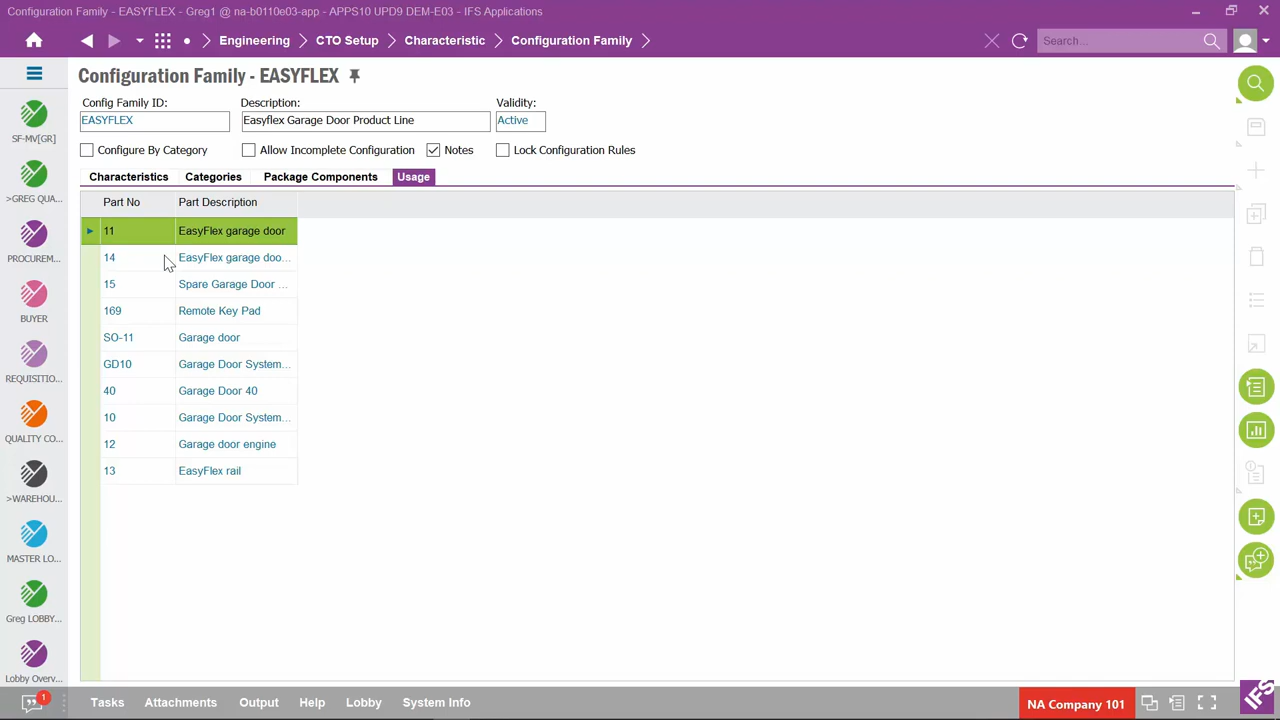 Configuration Family - EASYFLEX - Greg1 @ na-b0110e03-app - APPS10 UPD9 DEM-E03 - IFS Applications
Engineering CTO Setup Characteristic Configuration Family Search...
Configuration Family - EASYFLEX
Config Family ID: Description: Validity:
EASYFLEX Easyflex Garage Door Product Line Active
Configure By Category Allow Incomplete Configuration Notes Lock Configuration Rules
Characteristics Categories Package Components Usage
Part No Part Description
11 EasyFlex garage door
14 EasyFlex garage doo...
15 Spare Garage Door ...
169 Remote Key Pad
SO-11 Garage door
GD10 Garage Door System...
40 Garage Door 40
10 Garage Door System...
12 Garage door engine
13 EasyFlex rail
SF-MV[GR]
>GREG QUA...
PROCUREM...
BUYER
REQUISITIO...
QUALITY CO...
>WAREHOU...
MASTER LO...
Greg LOBBY...
Lobby Overv...
1
Tasks Attachments Output Help Lobby System Info NA Company 101 IFS